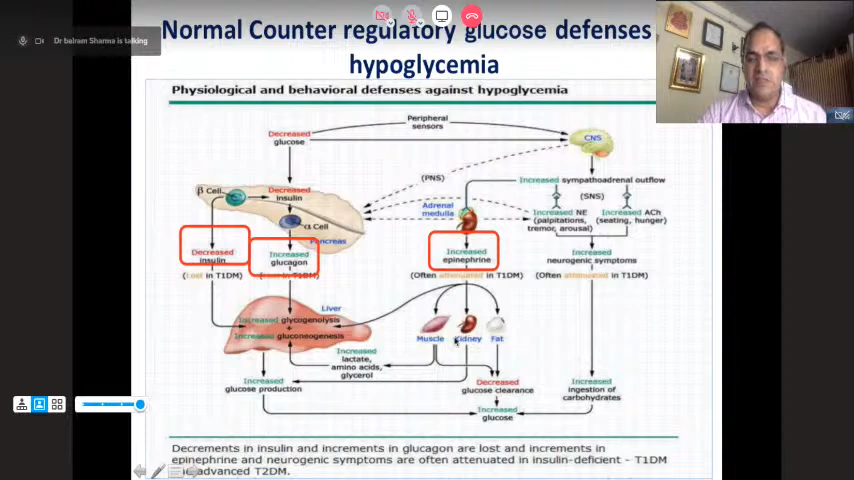 Normal Counter regulatory glucose defenses
hypoglycemia
Dr balram Sharma is talking
Physiological and behavioral defenses against hypoglycemia
Peripheral
sensors
Decreased
glucose
CNS
(PNS)
Increased sympathoadrenal outflow
(SNS)
β Cell
Decreased
insulin
α Cell
Pancreas
Adrenal
medulla
Increased NE
(palpitations,
tremor, arousal)
Increased ACh
(seating, hunger)
Decreased
insulin
(Lost in T1DM)
Increased
glucagon
(Lost in T1DM)
Increased
epinephrine
(Often attenuated in T1DM)
Increased
neurogenic symptoms
(Often attenuated in T1DM)
Liver
Increased glycogenolysis
+
Increased gluconeogenesis
Muscle
Kidney
Fat
Increased
lactate,
amino acids,
glycerol
Increased
glucose production
Decreased
glucose clearance
Increased
ingestion of
carbohydrates
Increased
glucose
Decrements in insulin and increments in glucagon are lost and increments in
epinephrine and neurogenic symptoms are often attenuated in insulin-deficient - T1DM
advanced T2DM.